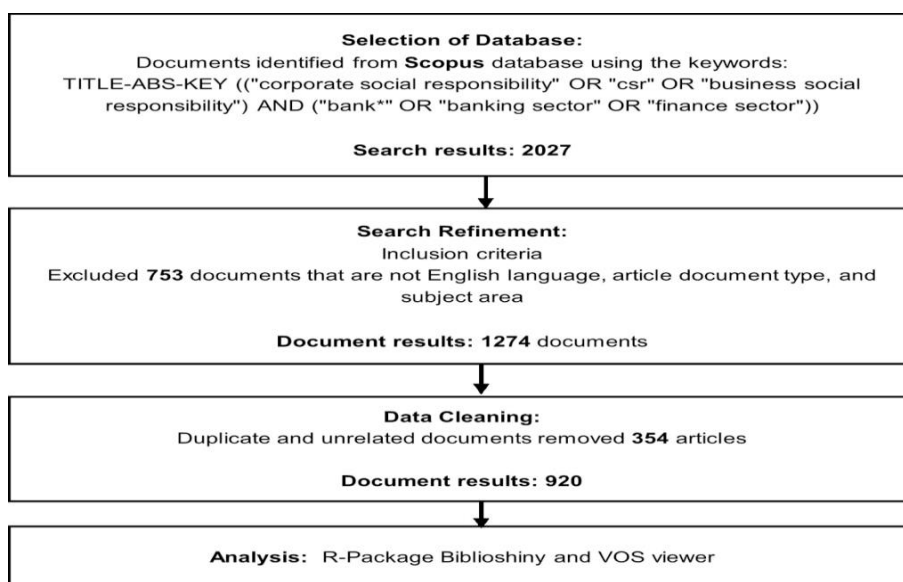 Selection of Database:
Documents identified from Scopus database using the keywords:
TITLE-ABS-KEY (("corporate social responsibility" OR "csr" OR "business social
responsibility") AND ("bank*" OR "banking sector" OR "finance sector"))
Search results: 2027
Search Refinement:
Inclusion criteria
Excluded 753 documents that are not English language, article document type, and
subject area
Document results: 1274 documents
Data Cleaning:
Duplicate and unrelated documents removed 354 articles
Document results: 920
Analysis: R-Package Biblioshiny and VOS viewer